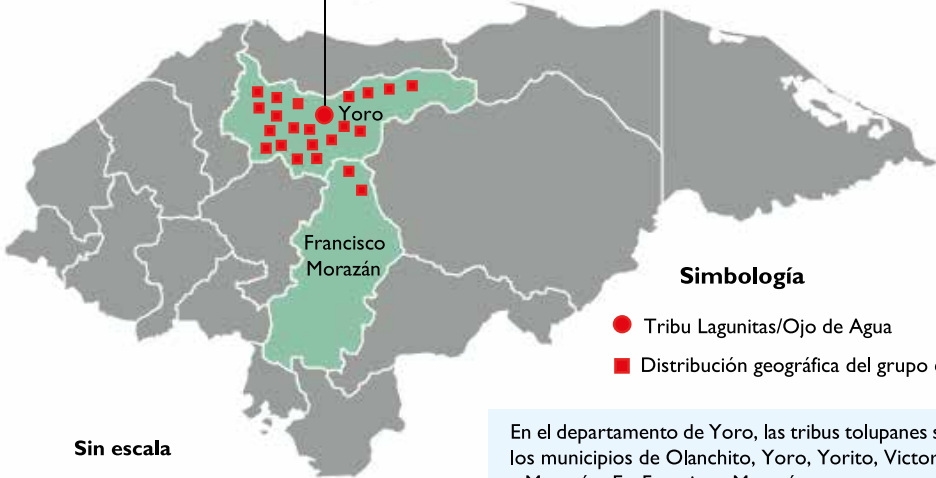 Yoro
Francisco
Morazán
Simbología
Tribu Lagunitas/Ojo de Agua
Distribución geográfica del grupo
Sin escala
En el departamento de Yoro, las tribus tolupanes
los municipios de Olanchito, Yoro, Yorito,